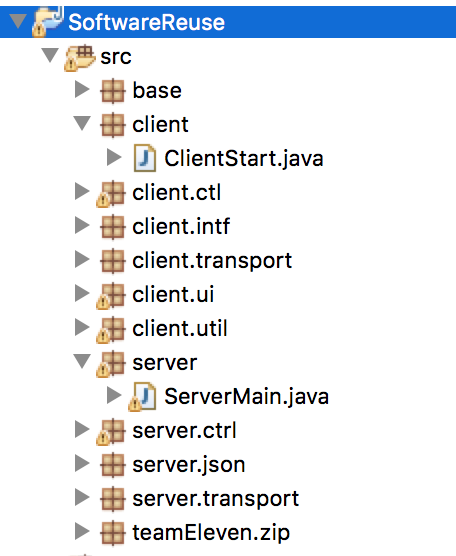 SoftwareReuse
src
base
client
ClientStart.java
client.ctl
client.intf
client.transport
client.ui
client.util
server
ServerMain.java
server.ctrl
server.json
server.transport
teamEleven.zip